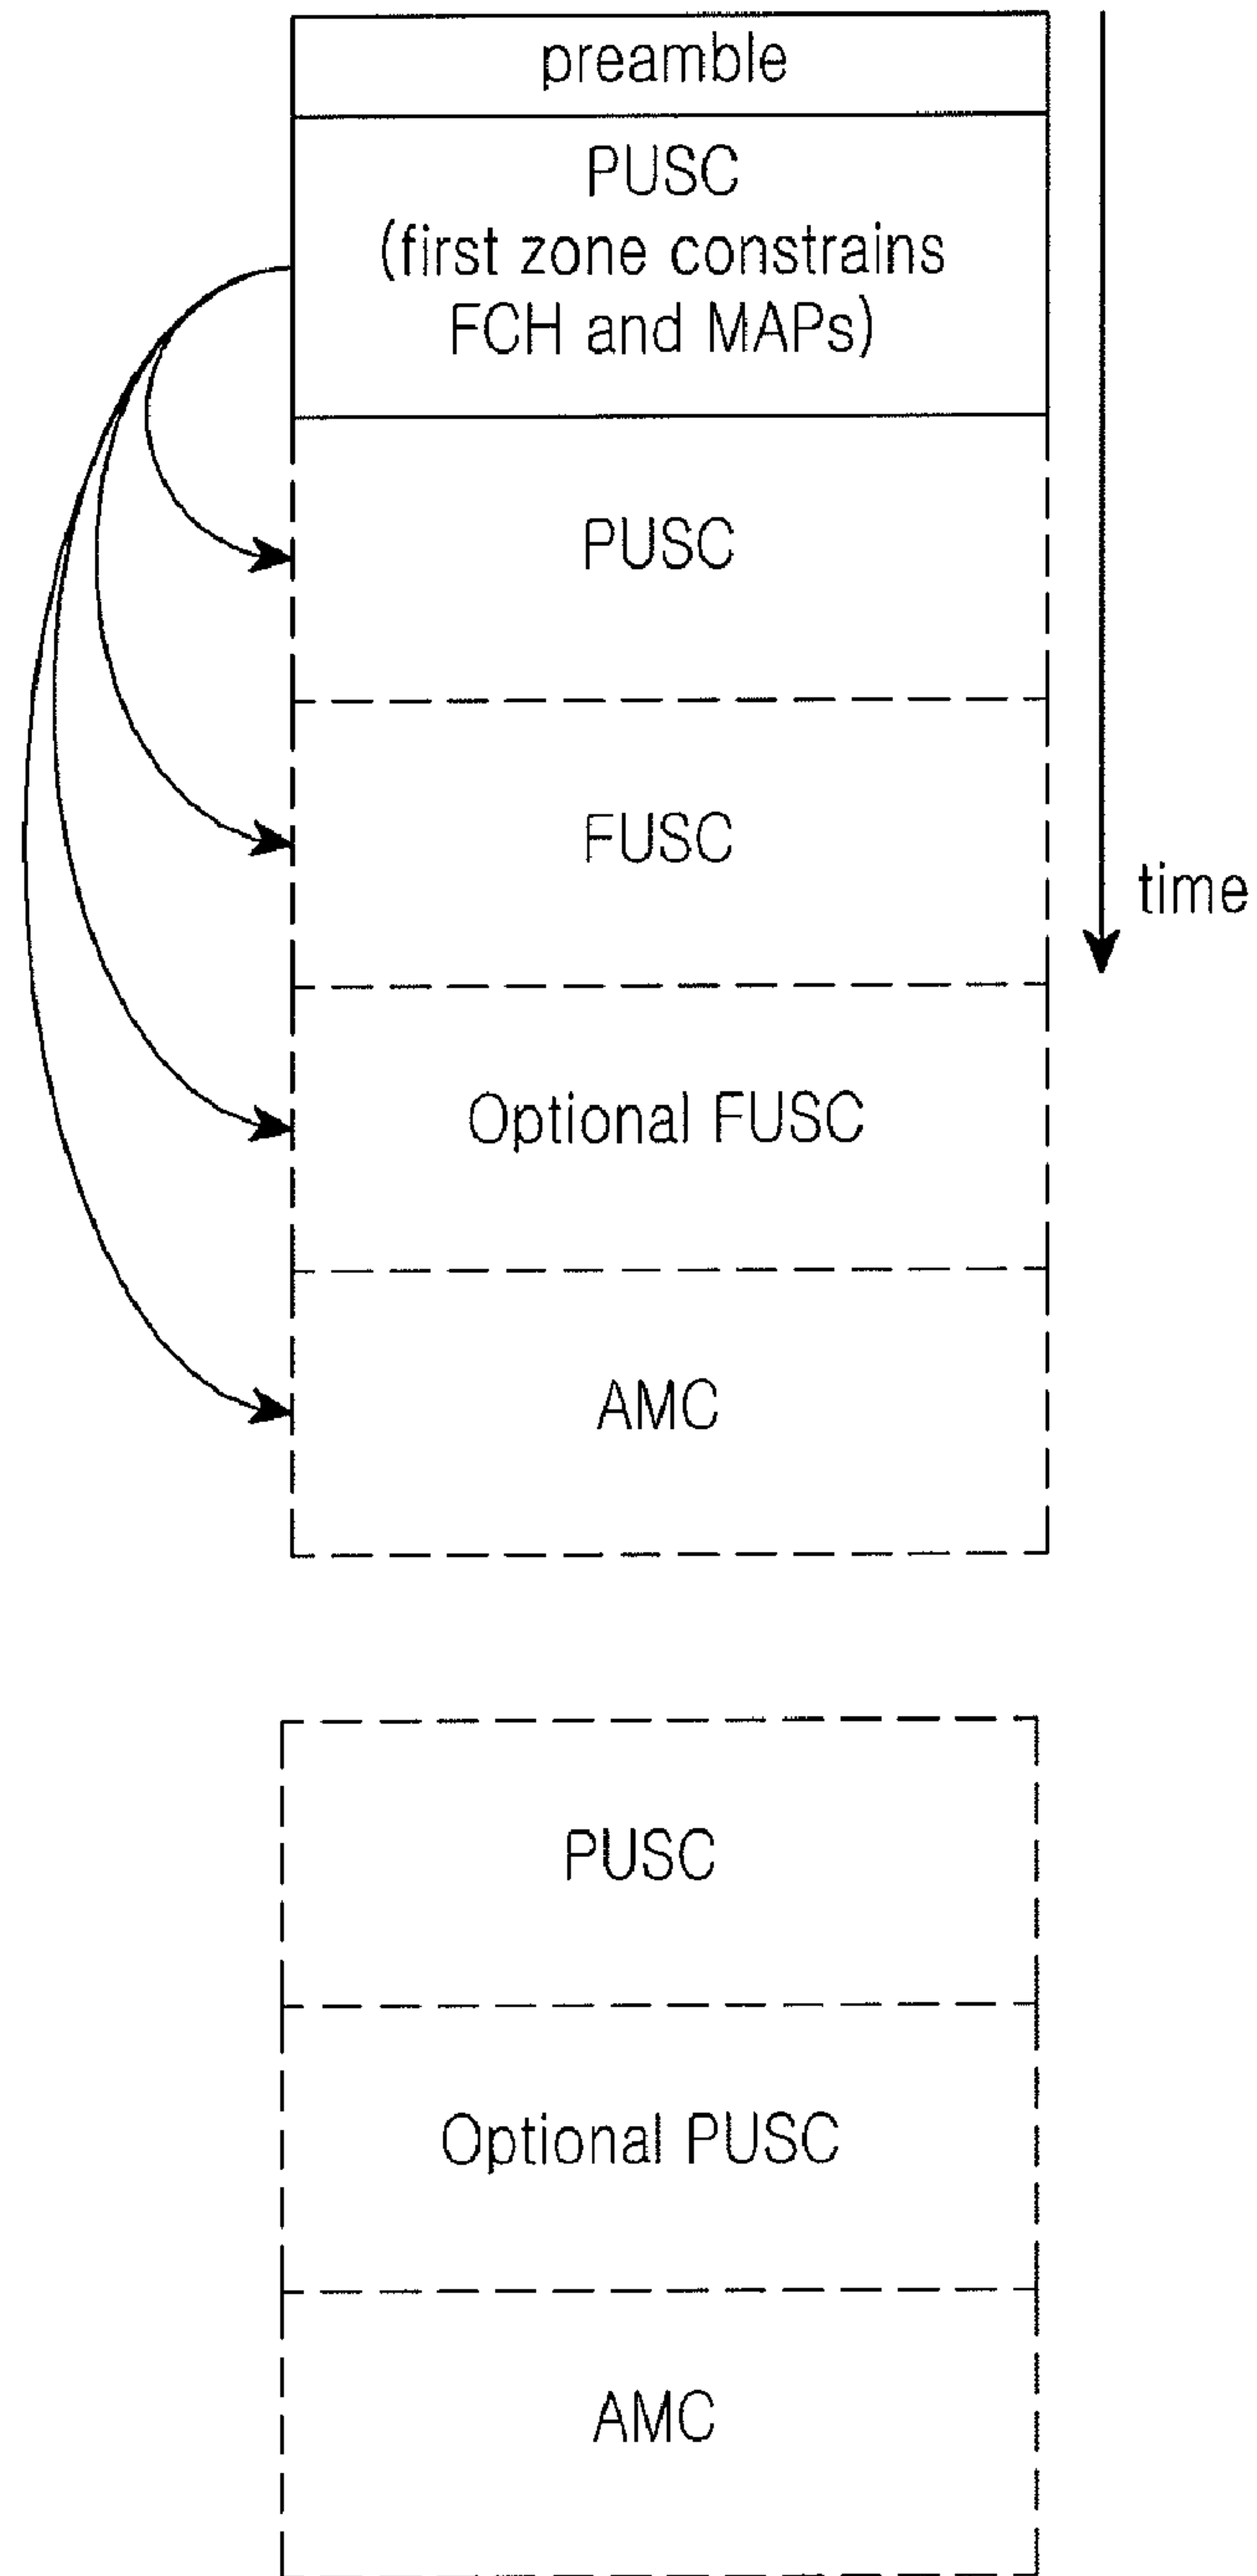 preamble
PUSC
(first zone constrains
FCH and MAPs)
PUSC
FUSC
time
Optional FUSC
AMC
PUSC
Optional PUSC
AMC